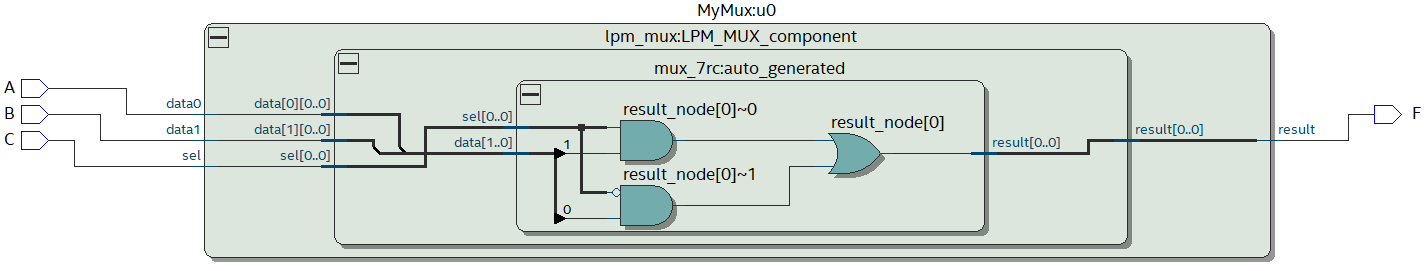 MyMux:u0
lpm_mux:LPM_MUX_component
mux_7rc:auto_generated
A
B
C
data0
data1
sel
data[0][0..0]
data[1][0..0]
sel[0..0]
sel[0..0]
data[1..0]
1
0
result_node[0]~0
result_node[0]~1
result_node[0]
result[0..0]
result[0..0]
result
F